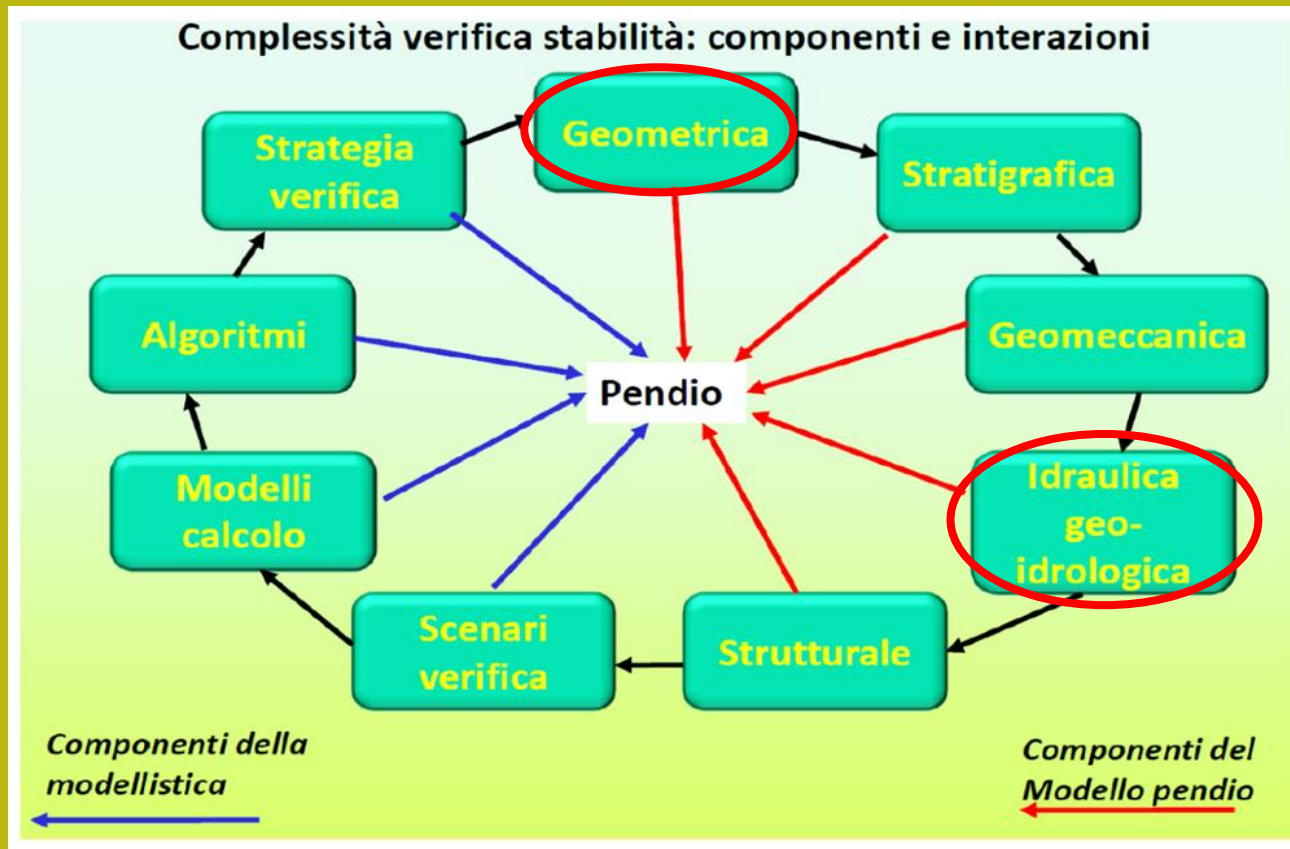 Complessità verifica stabilità: componenti e interazioni
Geometrica
Strategia
verifica
Stratigrafica
Algoritmi
Geomeccanica
Pendio
Modelli
calcolo
Idraulica
geo-
idrologica
Scenari
verifica
Strutturale
Componenti della
modellistica
Componenti del
Modello pendio